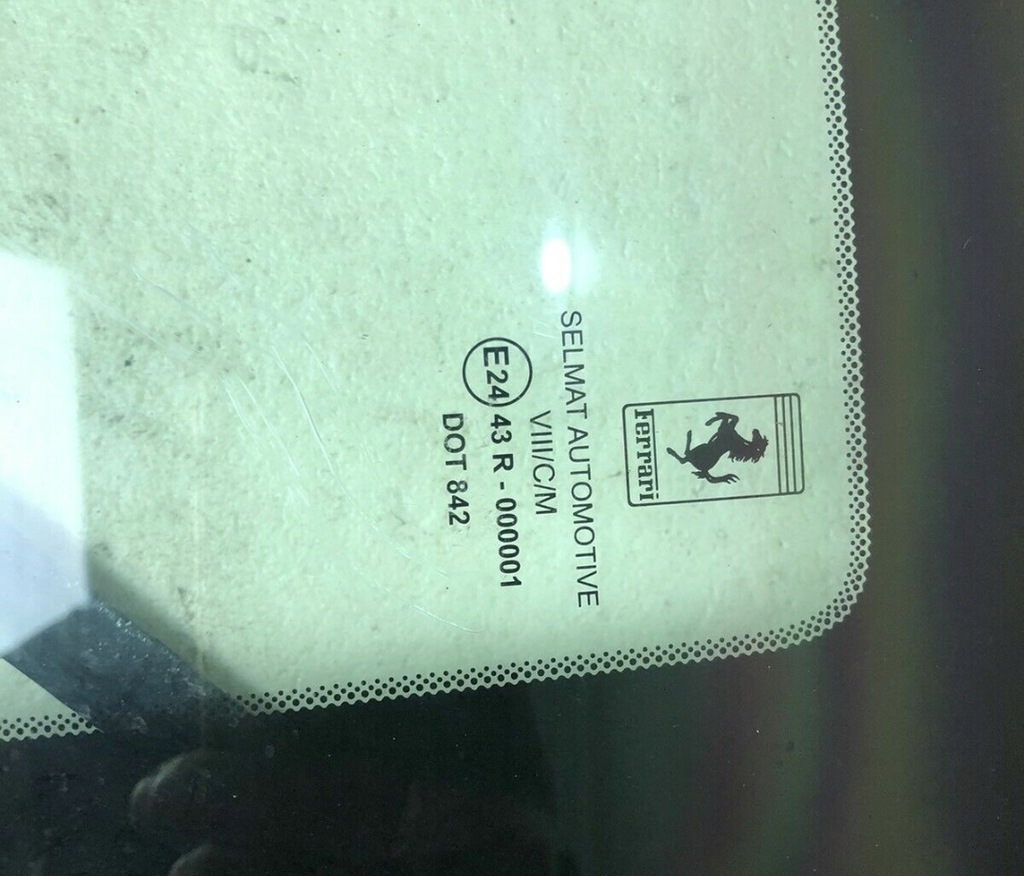 Ferrari
SELMAT AUTOMOTIVE
VIII/C/M
E24 43 R - 000001
DOT 842